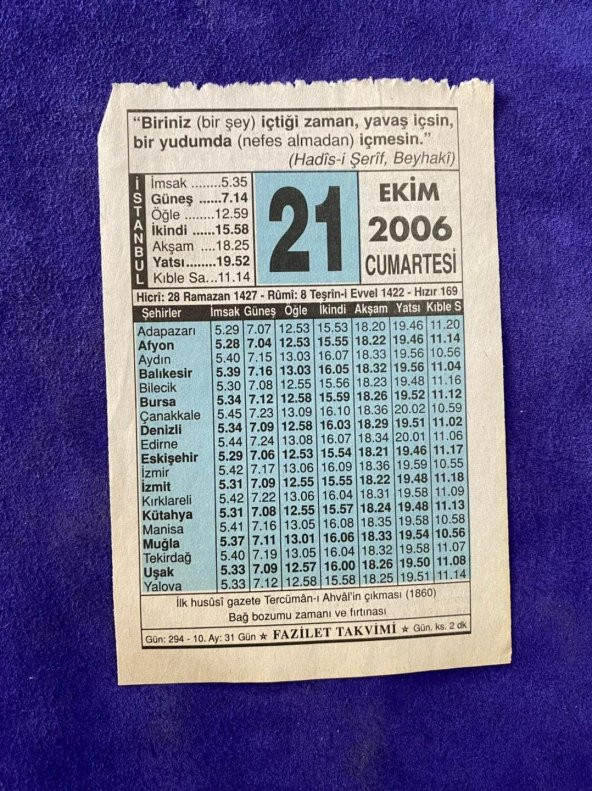 “Biriniz (bir şey) içtiği zaman, yavaş içsin,
bir yudumda (nefes almadan) içmesin.”
(Hadîs-i Şerîf, Beyhakî)
İSTANBUL
İmsak ........5.35
Güneş ......7.14
Öğle ........12.59
İkindi ......15.58
Akşam ....18.25
Yatsı........19.52
Kıble Sa...11.14
21
EKİM
2006
CUMARTESİ
Hicrî: 28 Ramazan 1427 - Rûmî: 8 Teşrin-i Evvel 1422 - Hızır 169
Şehirler İmsak Güneş Öğle İkindi Akşam Yatsı Kıble S
Adapazarı 5.29 7.07 12.53 15.53 18.20 19.46 11.20
Afyon 5.28 7.04 12.53 15.55 18.22 19.46 11.14
Aydın 5.40 7.15 13.03 16.07 18.33 19.56 10.56
Balıkesir 5.39 7.16 13.03 16.05 18.32 19.56 11.04
Bilecik 5.30 7.08 12.55 15.56 18.23 19.48 11.16
Bursa 5.34 7.12 12.58 15.59 18.26 19.52 11.12
Çanakkale 5.45 7.23 13.09 16.10 18.36 20.02 10.59
Denizli 5.34 7.09 12.58 16.03 18.29 19.51 11.02
Edirne 5.44 7.24 13.08 16.07 18.34 20.01 11.06
Eskişehir 5.29 7.06 12.53 15.54 18.21 19.46 11.17
İzmir 5.42 7.17 13.06 16.09 18.36 19.59 10.55
İzmit 5.31 7.09 12.55 15.55 18.22 19.48 11.18
Kırklareli 5.42 7.22 13.06 16.04 18.31 19.58 11.09
Kütahya 5.31 7.08 12.55 15.57 18.24 19.48 11.13
Manisa 5.41 7.16 13.05 16.08 18.35 19.58 10.58
Muğla 5.37 7.11 13.01 16.06 18.33 19.54 10.56
Tekirdağ 5.40 7.19 13.05 16.04 18.32 19.58 11.07
Uşak 5.33 7.09 12.57 16.00 18.26 19.50 11.08
Yalova 5.33 7.12 12.58 15.58 18.25 19.51 11.14
İlk husûsî gazete Tercümân-ı Ahvâl'in çıkması (1860)
Bağ bozumu zamanı ve fırtınası
Gün: 294 - 10. Ay: 31 Gün ★ FAZİLET TAKVİMİ ★ Gün. ks. 2 dk